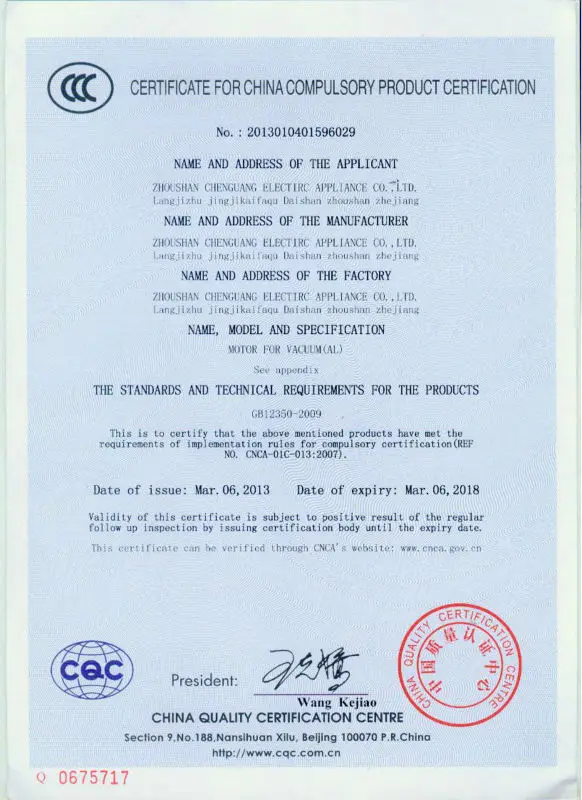 CCC
CERTIFICATE FOR CHINA COMPULSORY PRODUCT CERTIFICATION
No. : 2013010401596029
NAME AND ADDRESS OF THE APPLICANT
ZHOUSHAN CHENGUANG ELECTIRC APPLIANCE CO.,LTD.
Langjizhu jingjikaifaqu Daishan zhoushan zhejiang
NAME AND ADDRESS OF THE MANUFACTURER
ZHOUSHAN CHENGUANG ELECTIRC APPLIANCE CO.,LTD.
Langjizhu jingjikaifaqu Daishan zhoushan zhejiang
NAME AND ADDRESS OF THE FACTORY
ZHOUSHAN CHENGUANG ELECTIRC APPLIANCE CO.,LTD.
Langjizhu jingjikaifaqu Daishan zhoushan zhejiang
NAME, MODEL AND SPECIFICATION
MOTOR FOR VACUUM(AL)
See appendix
THE STANDARDS AND TECHNICAL REQUIREMENTS FOR THE PRODUCTS
GB12350-2009
This is to certify that the above mentioned products have met the
requirements of implementation rules for compulsory certification(REF
NO. CNCA-01C-013:2007).
Date of issue: Mar.06,2013 Date of expiry: Mar.06,2018
Validity of this certificate is subject to positive result of the regular
follow up inspection by issuing certification body until the expiry date.
This certificate can be verified through CNCA's website: www.cnca.gov.cn
CQC
President:
Wang Kejiao
CHINA QUALITY CERTIFICATION CENTRE
中国质量认证中心
CHINA QUALITY CERTIFICATION CENTRE
Section 9,No.188,Nansihuan Xilu, Beijing 100070 P.R.China
http://www.cqc.com.cn
Q 0675717